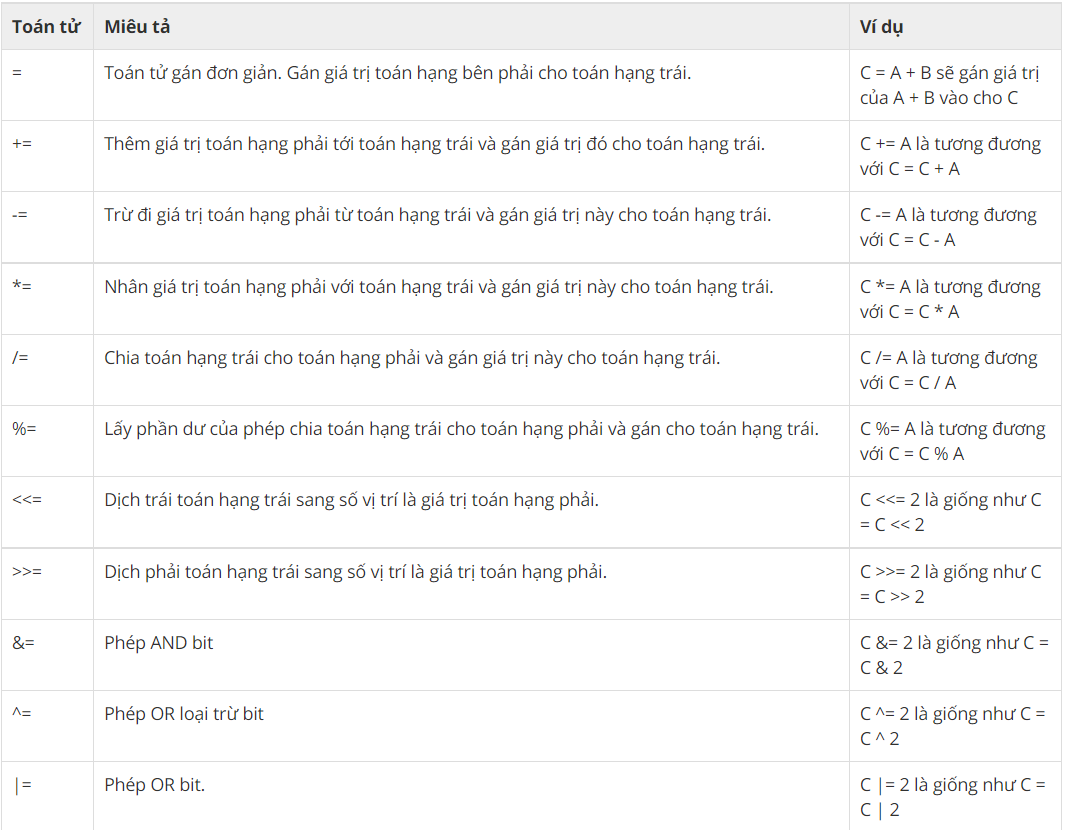 Toán tử Miêu tả Ví dụ
= Toán tử gán đơn giản. Gán giá trị toán hạng bên phải cho toán hạng trái. C = A + B sẽ gán giá trị
của A + B vào cho C
+= Thêm giá trị toán hạng phải tới toán hạng trái và gán giá trị đó cho toán hạng trái. C += A là tương đương
với C = C + A
-= Trừ đi giá trị toán hạng phải từ toán hạng trái và gán giá trị này cho toán hạng trái. C -= A là tương đương
với C = C - A
*= Nhân giá trị toán hạng phải với toán hạng trái và gán giá trị này cho toán hạng trái. C *= A là tương đương
với C = C * A
/= Chia toán hạng trái cho toán hạng phải và gán giá trị này cho toán hạng trái. C /= A là tương đương
với C = C / A
%= Lấy phần dư của phép chia toán hạng trái cho toán hạng phải và gán cho toán hạng trái. C %= A là tương đương
với C = C % A
<<= Dịch trái toán hạng trái sang số vị trí là giá trị toán hạng phải. C <<= 2 là giống như C
= C << 2
>>= Dịch phải toán hạng trái sang số vị trí là giá trị toán hạng phải. C >>= 2 là giống như C
= C >> 2
&= Phép AND bit C &= 2 là giống như C =
C & 2
^= Phép OR loại trừ bit C ^= 2 là giống như C =
C ^ 2
|= Phép OR bit. C |= 2 là giống như C =
C | 2